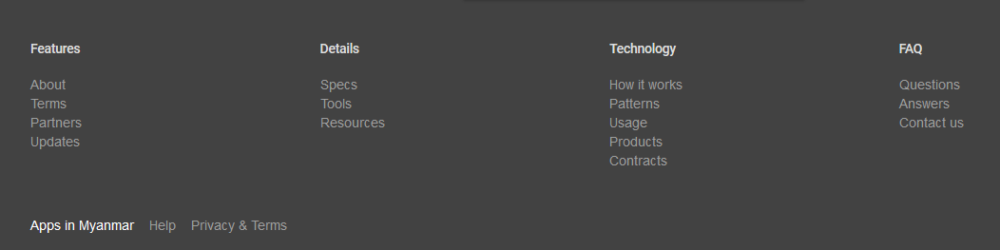 Features
About
Terms
Partners
Updates
Details
Specs
Tools
Resources
Technology
How it works
Patterns
Usage
Products
Contracts
FAQ
Questions
Answers
Contact us
Apps in Myanmar Help Privacy & Terms